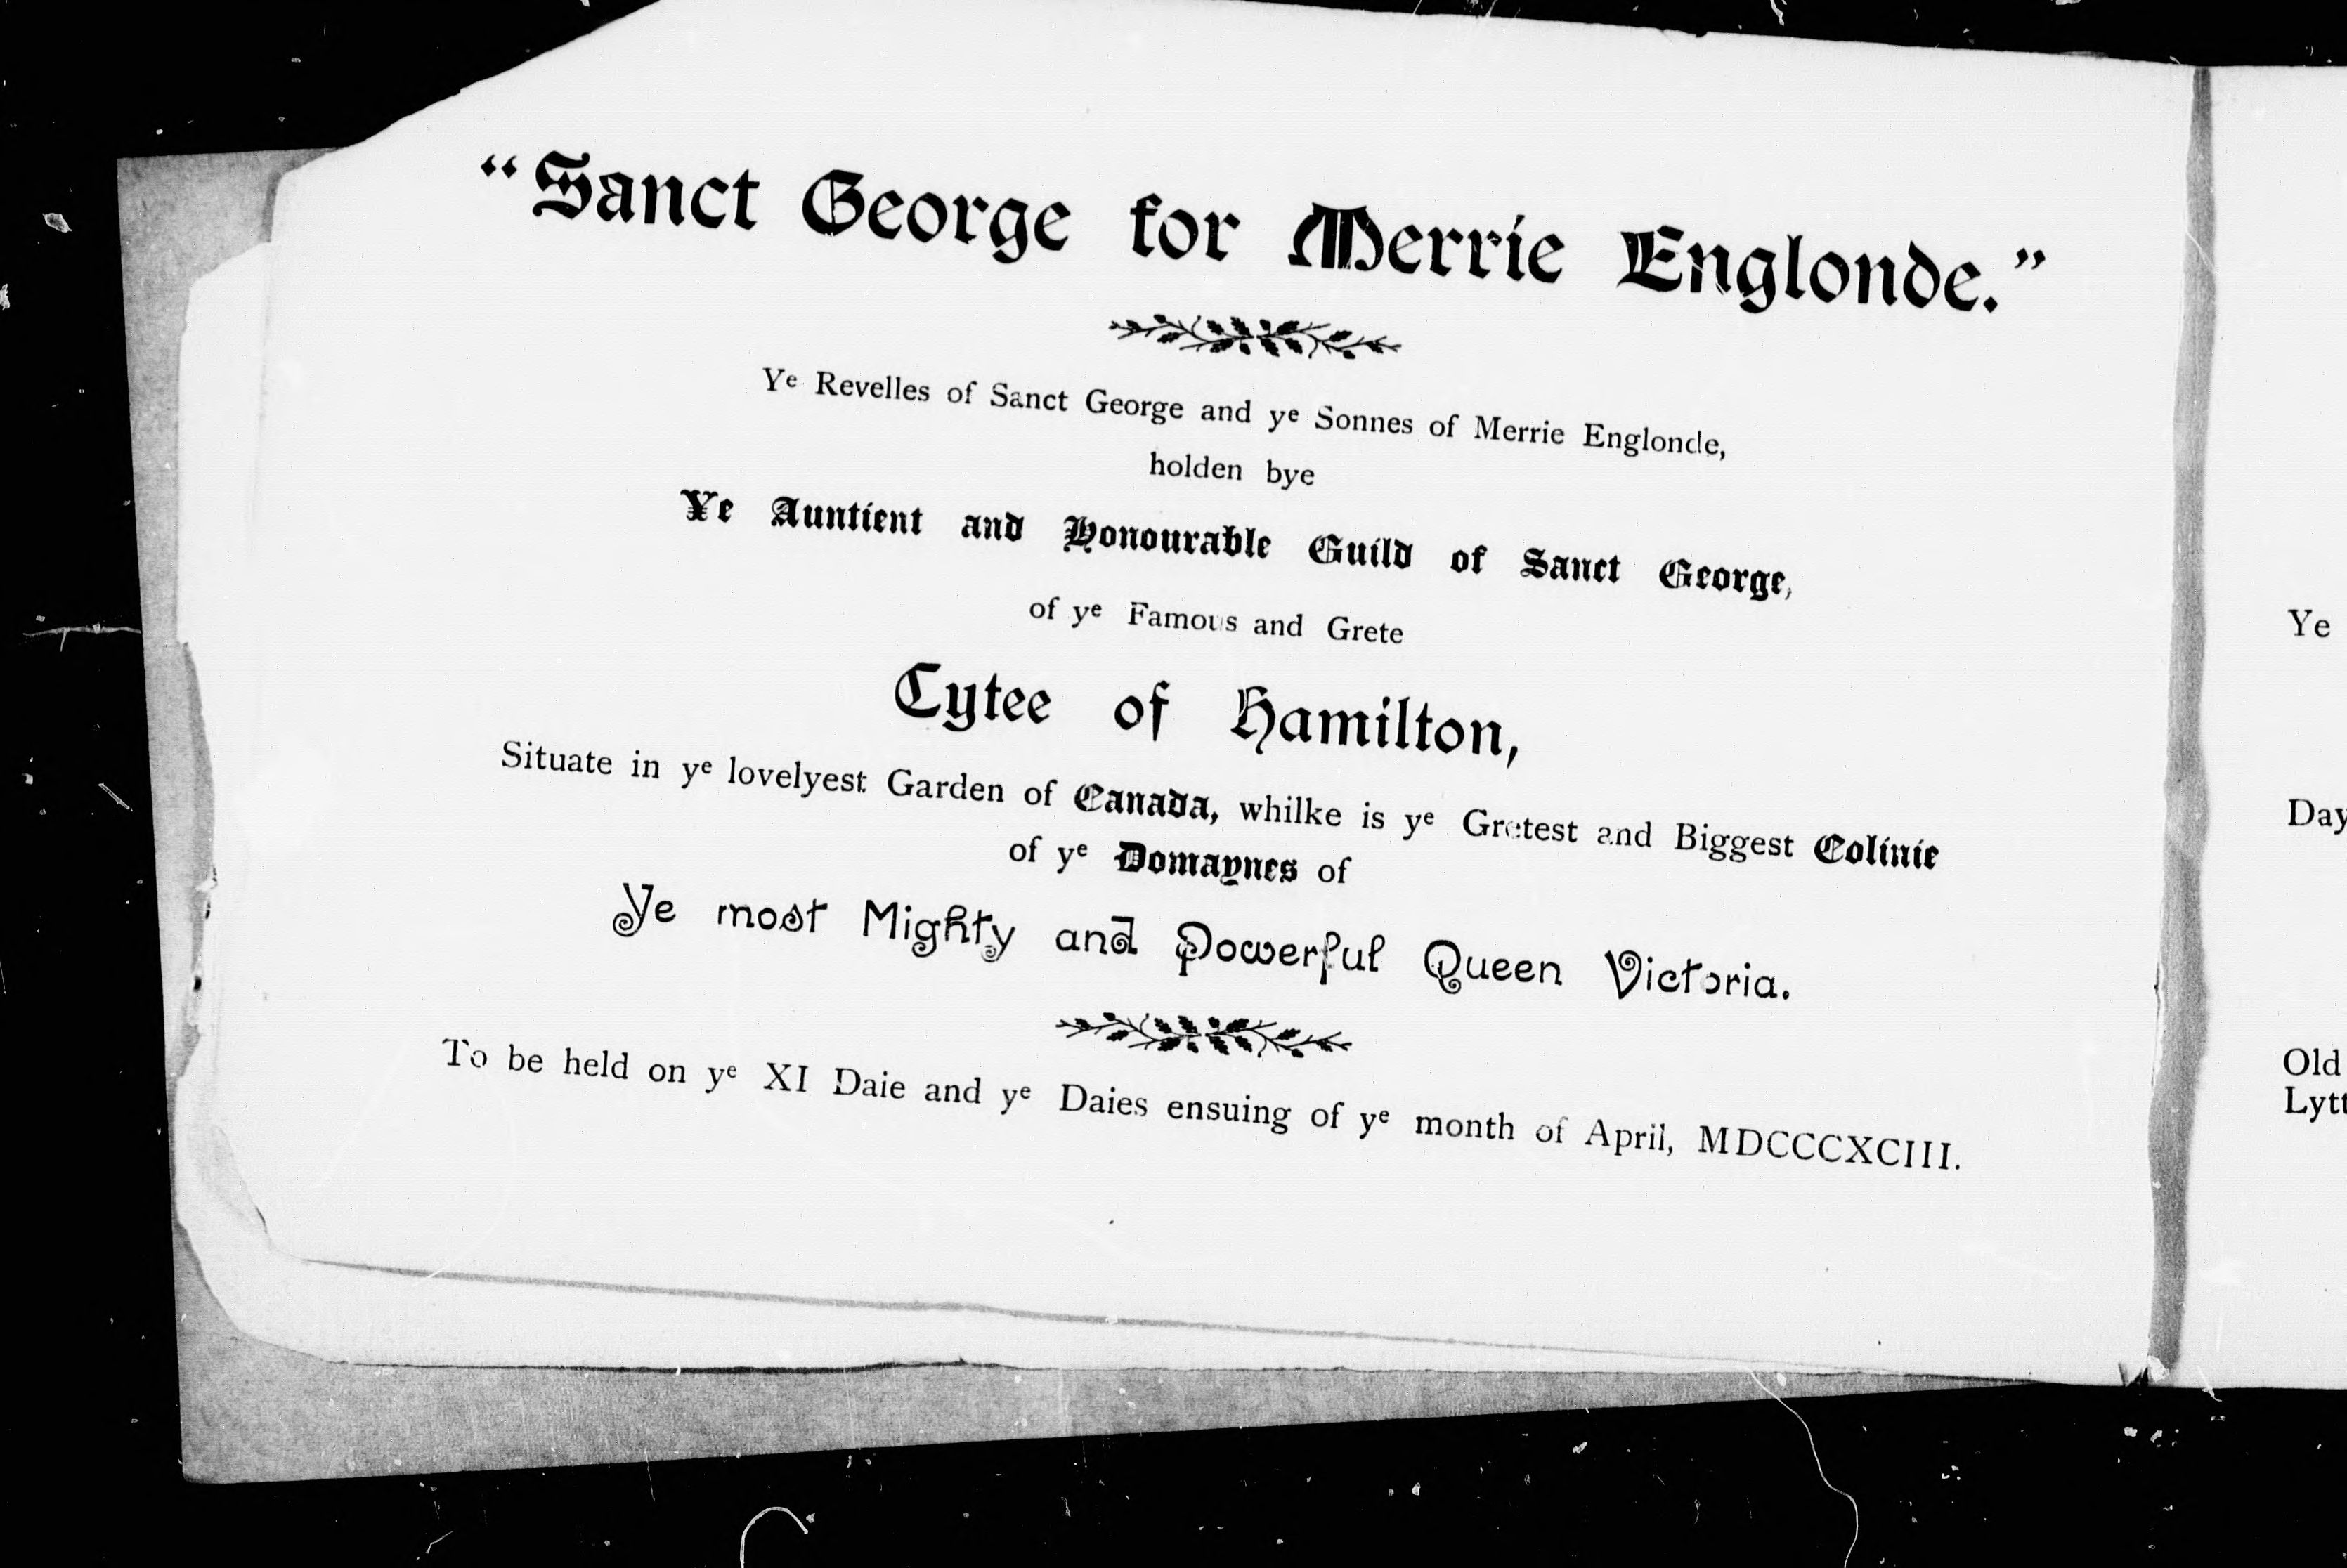 “Sanct George for Merrie Englonde.”
Ye Revelles of Sanct George and ye Sonnes of Merrie Englonde,
holden bye
Ye Auntient and Honourable Guild of Sanct George,
of ye Famous and Grete
Cytee of Hamilton,
Situate in ye lovelyest Garden of Canada, whilke is ye Gretest and Biggest Colinie
of ye Domaynes of
Ye most Mighty and Powerful Queen Victoria.
To be held on ye XI Daie and ye Daies ensuing of ye month of April, MDCCCXCIII.
Ye
Day
Old
Lytt